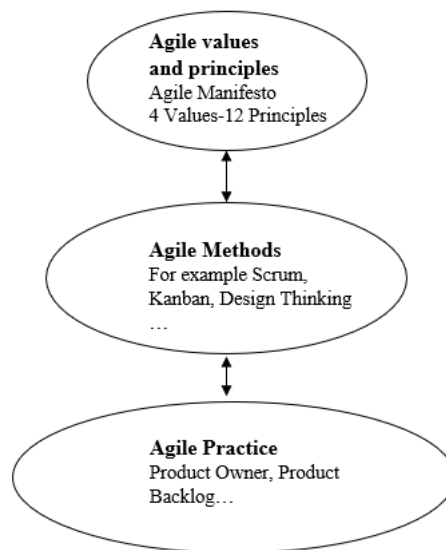 Agile values
and principles
Agile Manifesto
4 Values-12 Principles
Agile Methods
For example Scrum,
Kanban, Design Thinking
…
Agile Practice
Product Owner, Product
Backlog…